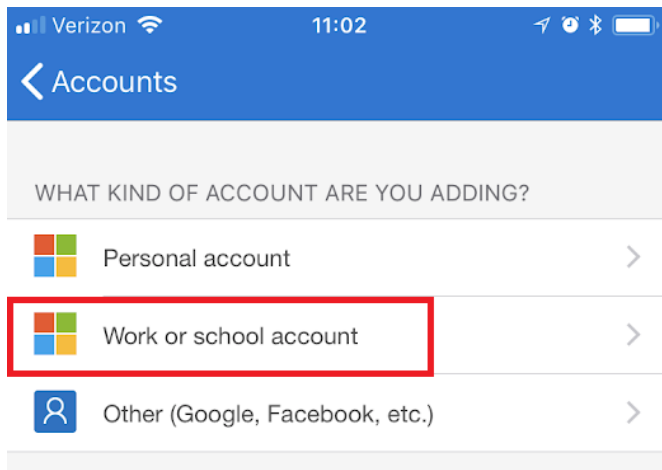 Verizon 11:02
Accounts
WHAT KIND OF ACCOUNT ARE YOU ADDING?
Personal account
Work or school account
Other (Google, Facebook, etc.)